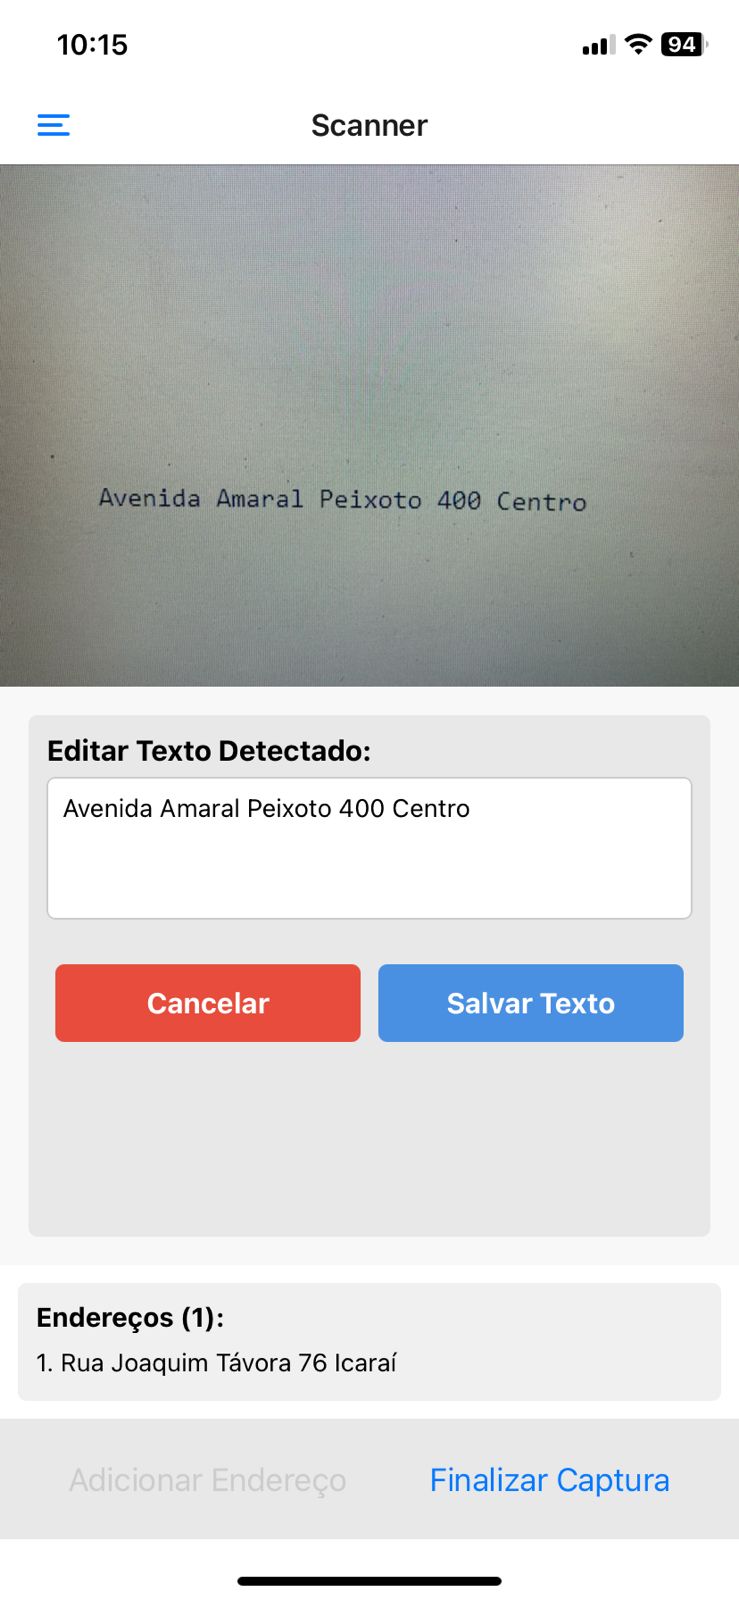 10:15
94
Scanner
Avenida Amaral Peixoto 400 Centro
Editar Texto Detectado:
Avenida Amaral Peixoto 400 Centro
Cancelar Salvar Texto
Endereços (1):
1. Rua Joaquim Távora 76 Icaraí
Adicionar Endereço Finalizar Captura